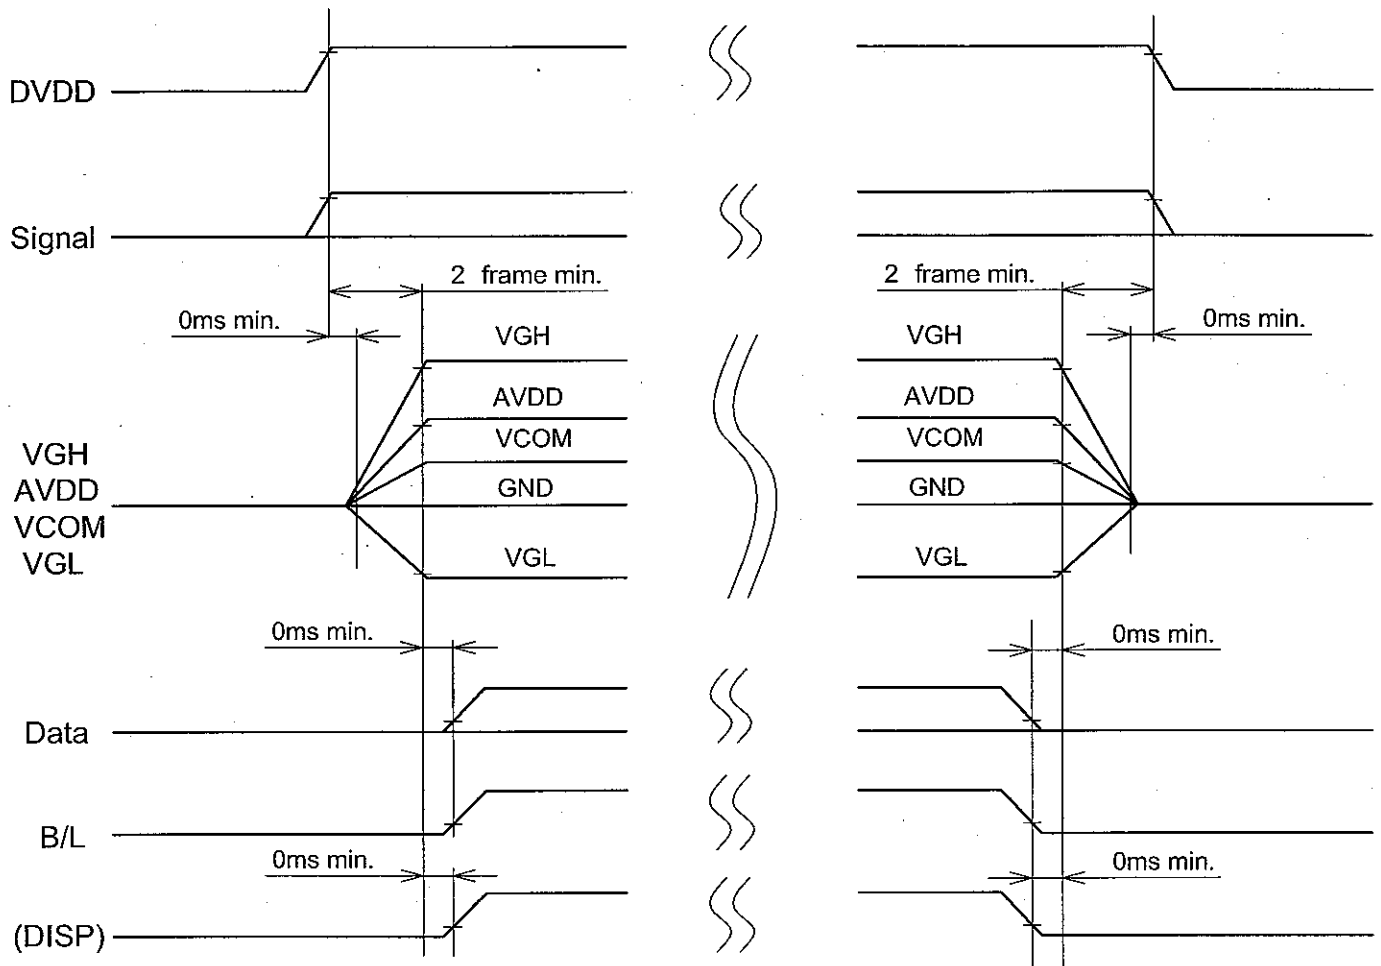 DVDD
Signal
2 frame min.
2 frame min.
0ms min.
0ms min.
VGH
VGH
AVDD
AVDD
VCOM
VCOM
VGH
AVDD
VCOM
VGL
GND
GND
VGL
VGL
0ms min.
0ms min.
Data
B/L
0ms min.
0ms min.
(DISP)